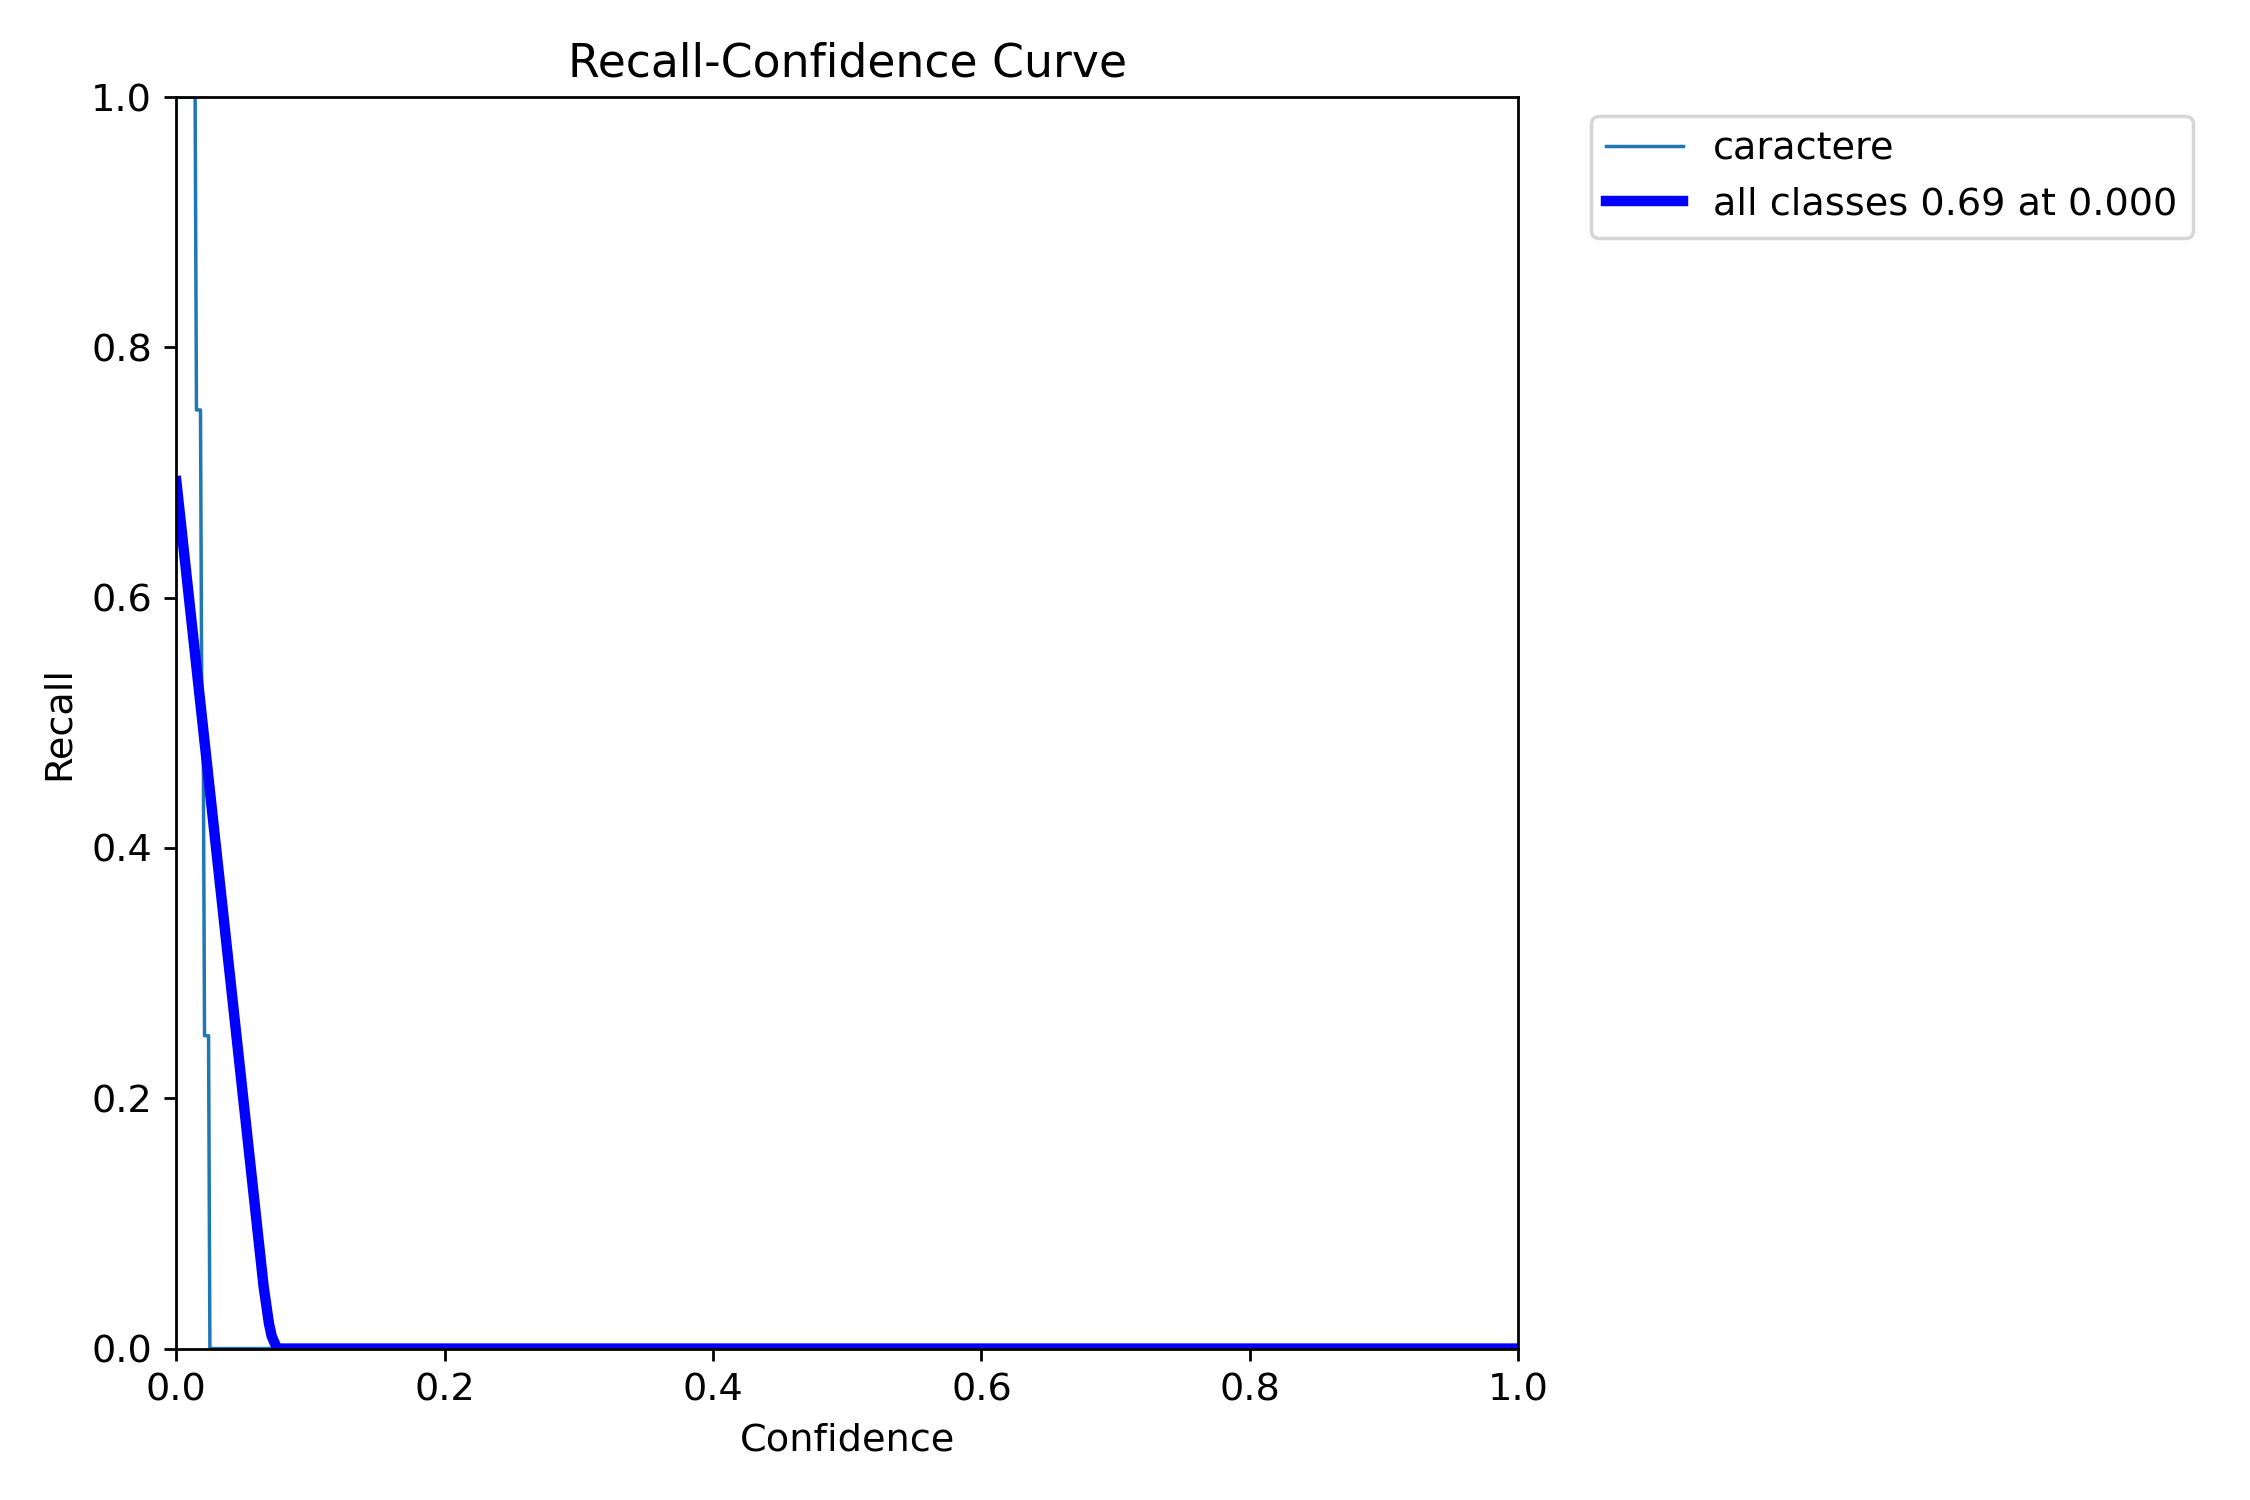 Recall-Confidence Curve
1.0
0.8
0.6
0.4
0.2
0.0
Recall
0.0 0.2 0.4 0.6 0.8 1.0
Confidence
caractere
all classes 0.69 at 0.000